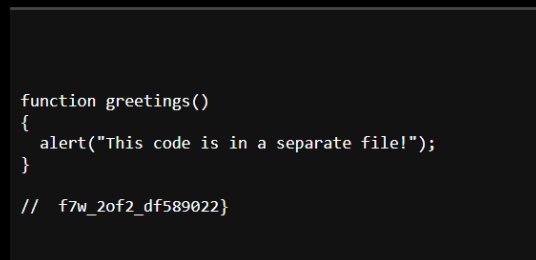 function greetings()
{
  alert("This code is in a separate file!");
}
//  f7w_2of2_df589022}